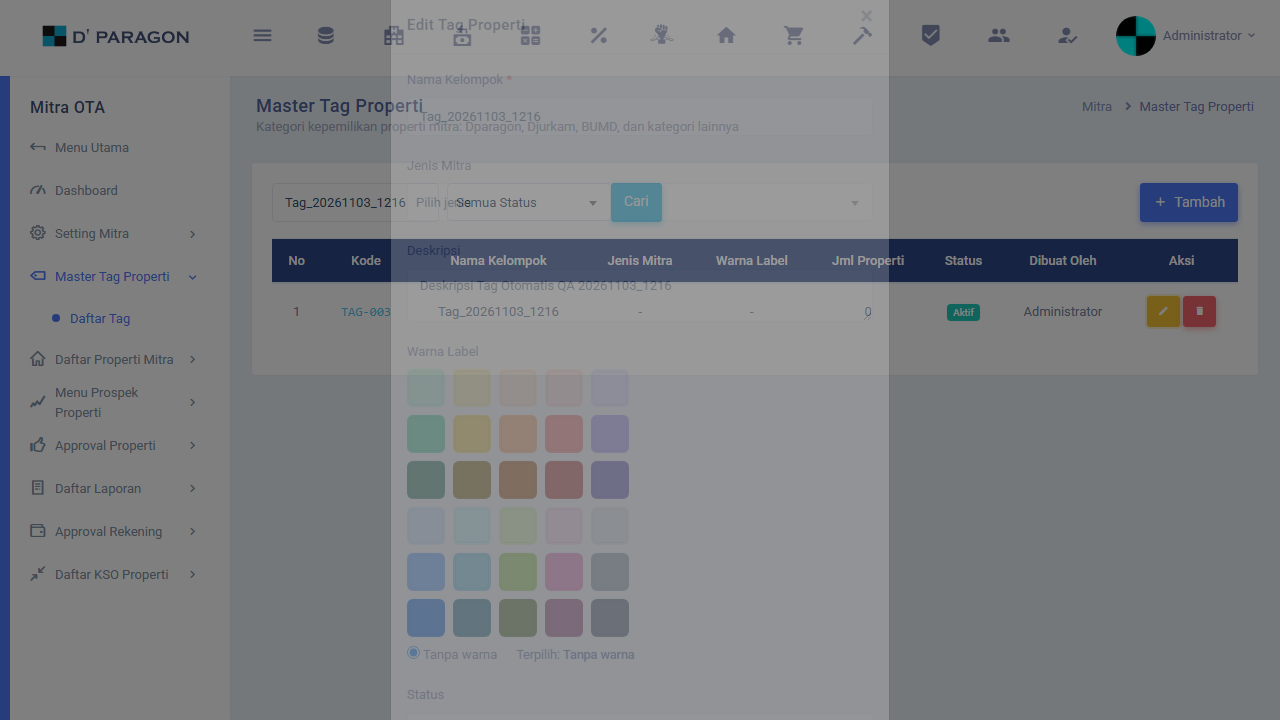 D' PARAGON
Administrator
Edit Tag Properti
×
Nama Kelompok *
Tag_20261103_1216
Jenis Mitra
Pilih jenis
Deskripsi
Deskripsi Tag Otomatis QA 20261103_1216
Warna Label
Tanpa warna
Terpilih: Tanpa warna
Status
Mitra OTA
Menu Utama
Dashboard
Setting Mitra
Master Tag Properti
Daftar Tag
Daftar Properti Mitra
Menu Prospek
Properti
Approval Properti
Daftar Laporan
Approval Rekening
Daftar KSO Properti
Master Tag Properti
Kategori kepemilikan properti mitra: Dparagon, Djurkam, BUMD, dan kategori lainnya
Mitra > Master Tag Properti
Tag_20261103_1216
Semua Status
Cari
+ Tambah
No Kode Nama Kelompok Jenis Mitra Warna Label Jml Properti Status Dibuat Oleh Aksi
1 TAG-003 Tag_20261103_1216 - - 0 Aktif Administrator